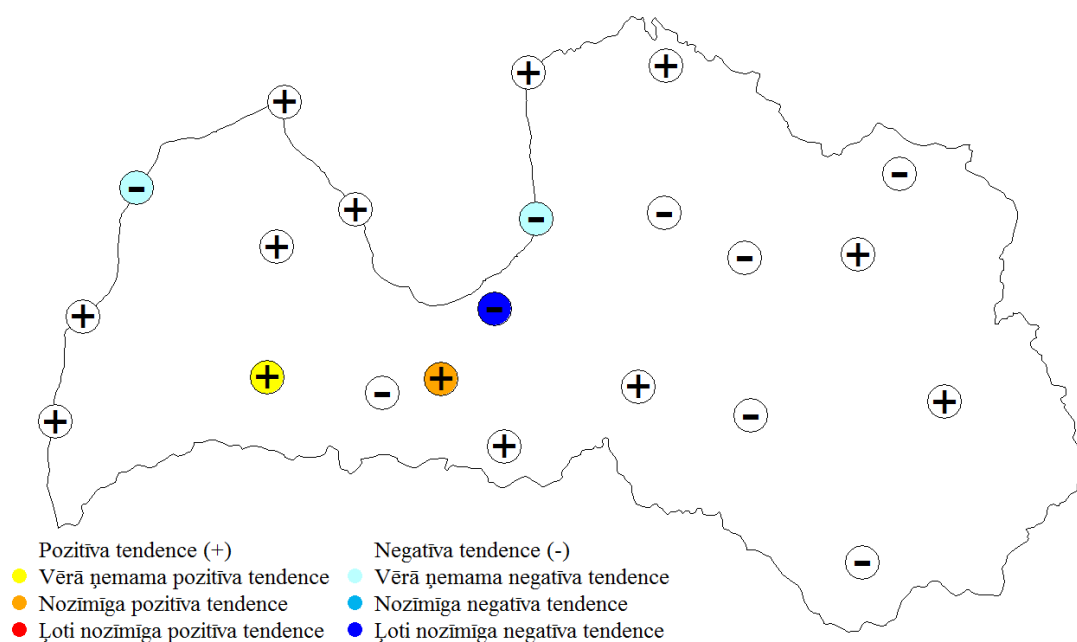 Pozitīva tendence (+)
Vērā ņemama pozitīva tendence
Nozīmīga pozitīva tendence
Ļoti nozīmīga pozitīva tendence
Negatīva tendence (-)
Vērā ņemama negatīva tendence
Nozīmīga negatīva tendence
Ļoti nozīmīga negatīva tendence